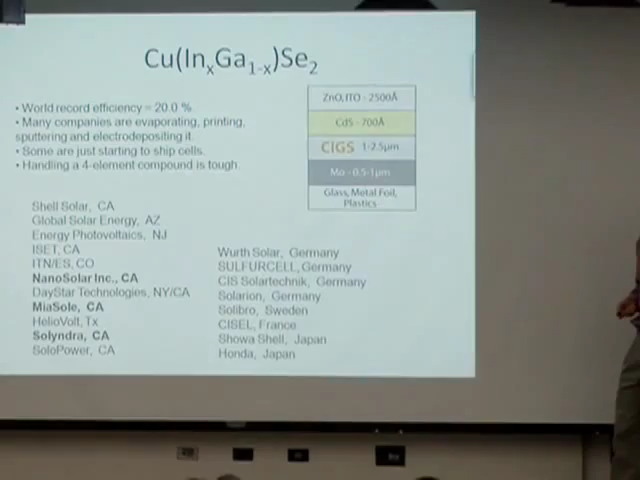 Cu(InxGa1-x)Se2
• World record efficiency = 20.0 %
• Many companies are evaporating, printing,
sputtering and electrodepositing it.
• Some are just starting to ship cells.
• Handling a 4-element compound is tough.
ZnO, ITO - 2500Å
CdS - 700Å
CIGS 1-2.5µm
Mo - 0.5-1µm
Glass, Metal Foil,
Plastics
Shell Solar, CA
Global Solar Energy, AZ
Energy Photovoltaics, NJ
ISET, CA
ITN/ES, CO
NanoSolar Inc., CA
DayStar Technologies, NY/CA
MiaSole, CA
HelioVolt, Tx
Solyndra, CA
SoloPower, CA
Wurth Solar, Germany
SULFURCELL, Germany
CIS Solartechnik, Germany
Solarion, Germany
Solibro, Sweden
CISEL, France
Showa Shell, Japan
Honda, Japan